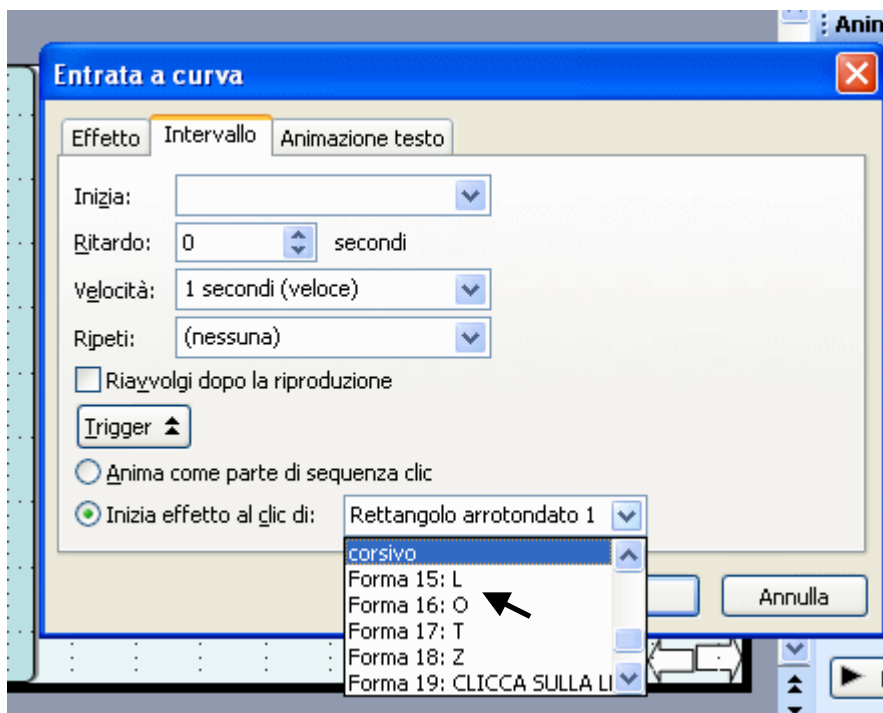 Anin
Entrata a curva
Effetto Intervallo Animazione testo
Inizia:
Ritardo: 0 secondi
Velocità: 1 secondi (veloce)
Ripeti: (nessuna)
Riavvolgi dopo la riproduzione
Trigger
Anima come parte di sequenza clic
Inizia effetto al clic di: Rettangolo arrotondato 1
corsivo
Forma 15: L
Forma 16: O
Annulla
Forma 17: T
Forma 18: Z
Forma 19: CLICCA SULLA LI